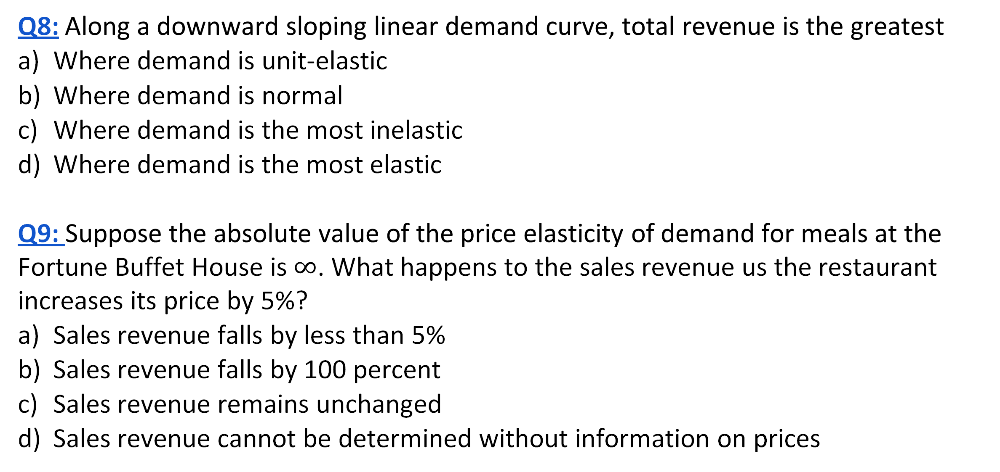 Q8: Along a downward sloping linear demand curve, total revenue is the greatest
a) Where demand is unit-elastic
b) Where demand is normal
c) Where demand is the most inelastic
d) Where demand is the most elastic
Q9: Suppose the absolute value of the price elasticity of demand for meals at the
Fortune Buffet House is ∞. What happens to the sales revenue us the restaurant
increases its price by 5%?
a) Sales revenue falls by less than 5%
b) Sales revenue falls by 100 percent
c) Sales revenue remains unchanged
d) Sales revenue cannot be determined without information on prices